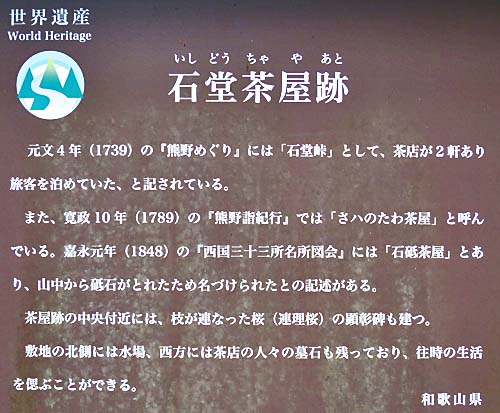 世界遺産
World Heritage
いし どう ちゃ や あと
石堂茶屋跡
元文4年（1739）の『熊野めぐり』には「石堂峠」として、茶店が2軒あり
旅客を泊めていた、と記されている。
また、寛政10年（1789）の『熊野詣紀行』では「さハのたわ茶屋」と呼ん
でいる。嘉永元年（1848）の『西国三十三所名所図会』には「石砥茶屋」とあ
り、山中から砥石がとれたため名づけられたとの記述がある。
茶屋跡の中央付近には、枝が連なった桜（連理桜）の顕彰碑も建つ。
敷地の北側には水場、西方には茶店の人々の墓石も残っており、往時の生活
を偲ぶことができる。
和歌山県